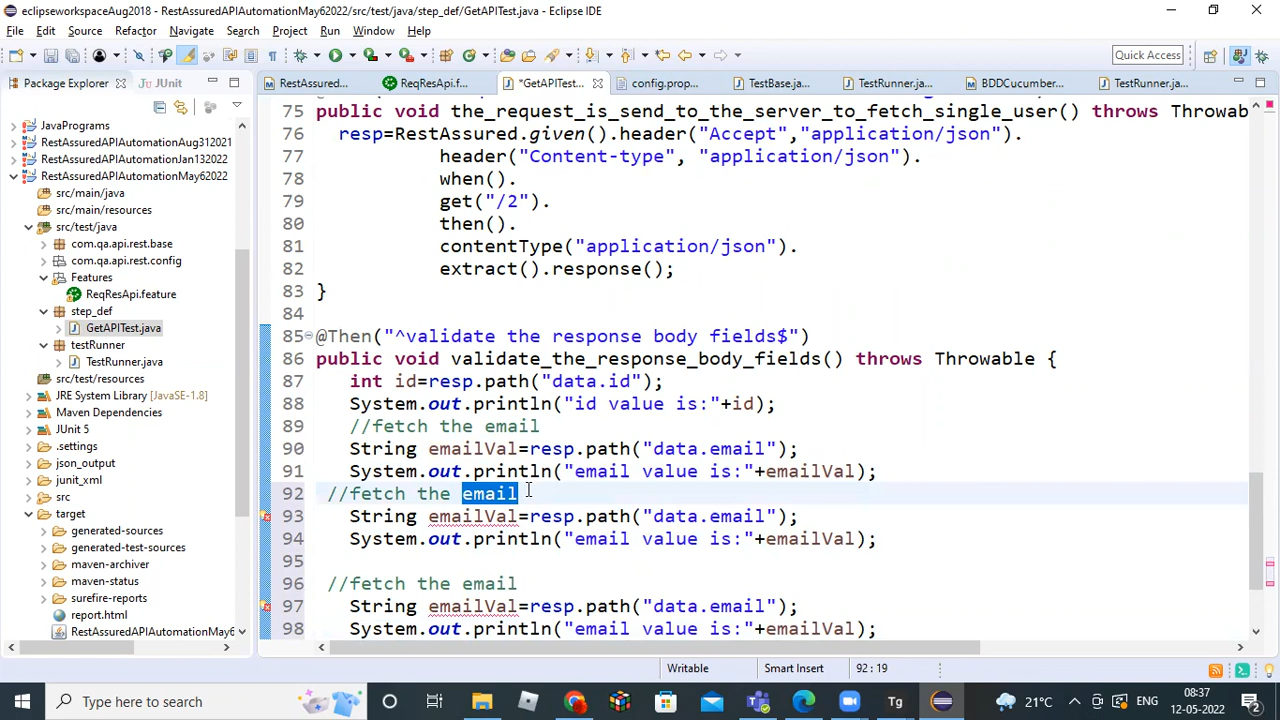 eclipseworkspaceAug2018 - RestAssuredAPIAutomationMay62022/src/test/java/step_def/GetAPITest.java - Eclipse IDE
File Edit Source Refactor Navigate Search Project Run Window Help
Quick Access
Package Explorer JUnit
RestAssured... ReqResApi.f... *GetAPITest... config.prop... TestBase.ja... TestRunner.ja... BDDCucumber... TestRunner.ja...
JavaPrograms
RestAssuredAPIAutomationAug312021
RestAssuredAPIAutomationJan132022
RestAssuredAPIAutomationMay62022
src/main/java
src/main/resources
src/test/java
com.qa.api.rest.base
com.qa.api.rest.config
Features
ReqResApi.feature
step_def
GetAPITest.java
testRunner
TestRunner.java
src/test/resources
JRE System Library [JavaSE-1.8]
Maven Dependencies
JUnit 5
.settings
json_output
junit_xml
src
target
generated-sources
generated-test-sources
maven-archiver
maven-status
surefire-reports
report.html
RestAssuredAPIAutomationMay6
75 public void the_request_is_send_to_the_server_to_fetch_single_user() throws Throwab
76 resp=RestAssured.given().header("Accept","application/json").
77 header("Content-type", "application/json").
78 when().
79 get("/2").
80 then().
81 contentType("application/json").
82 extract().response();
83 }
84
85 @Then("^validate the response body fields$")
86 public void validate_the_response_body_fields() throws Throwable {
87 int id=resp.path("data.id");
88 System.out.println("id value is:"+id);
89 //fetch the email
90 String emailVal=resp.path("data.email");
91 System.out.println("email value is:"+emailVal);
92 //fetch the email
93 String emailVal=resp.path("data.email");
94 System.out.println("email value is:"+emailVal);
95
96 //fetch the email
97 String emailVal=resp.path("data.email");
98 System.out.println("email value is:"+emailVal);
Writable Smart Insert 92 : 19
Type here to search
Tg
21°C ENG 08:37
12-05-2022
2